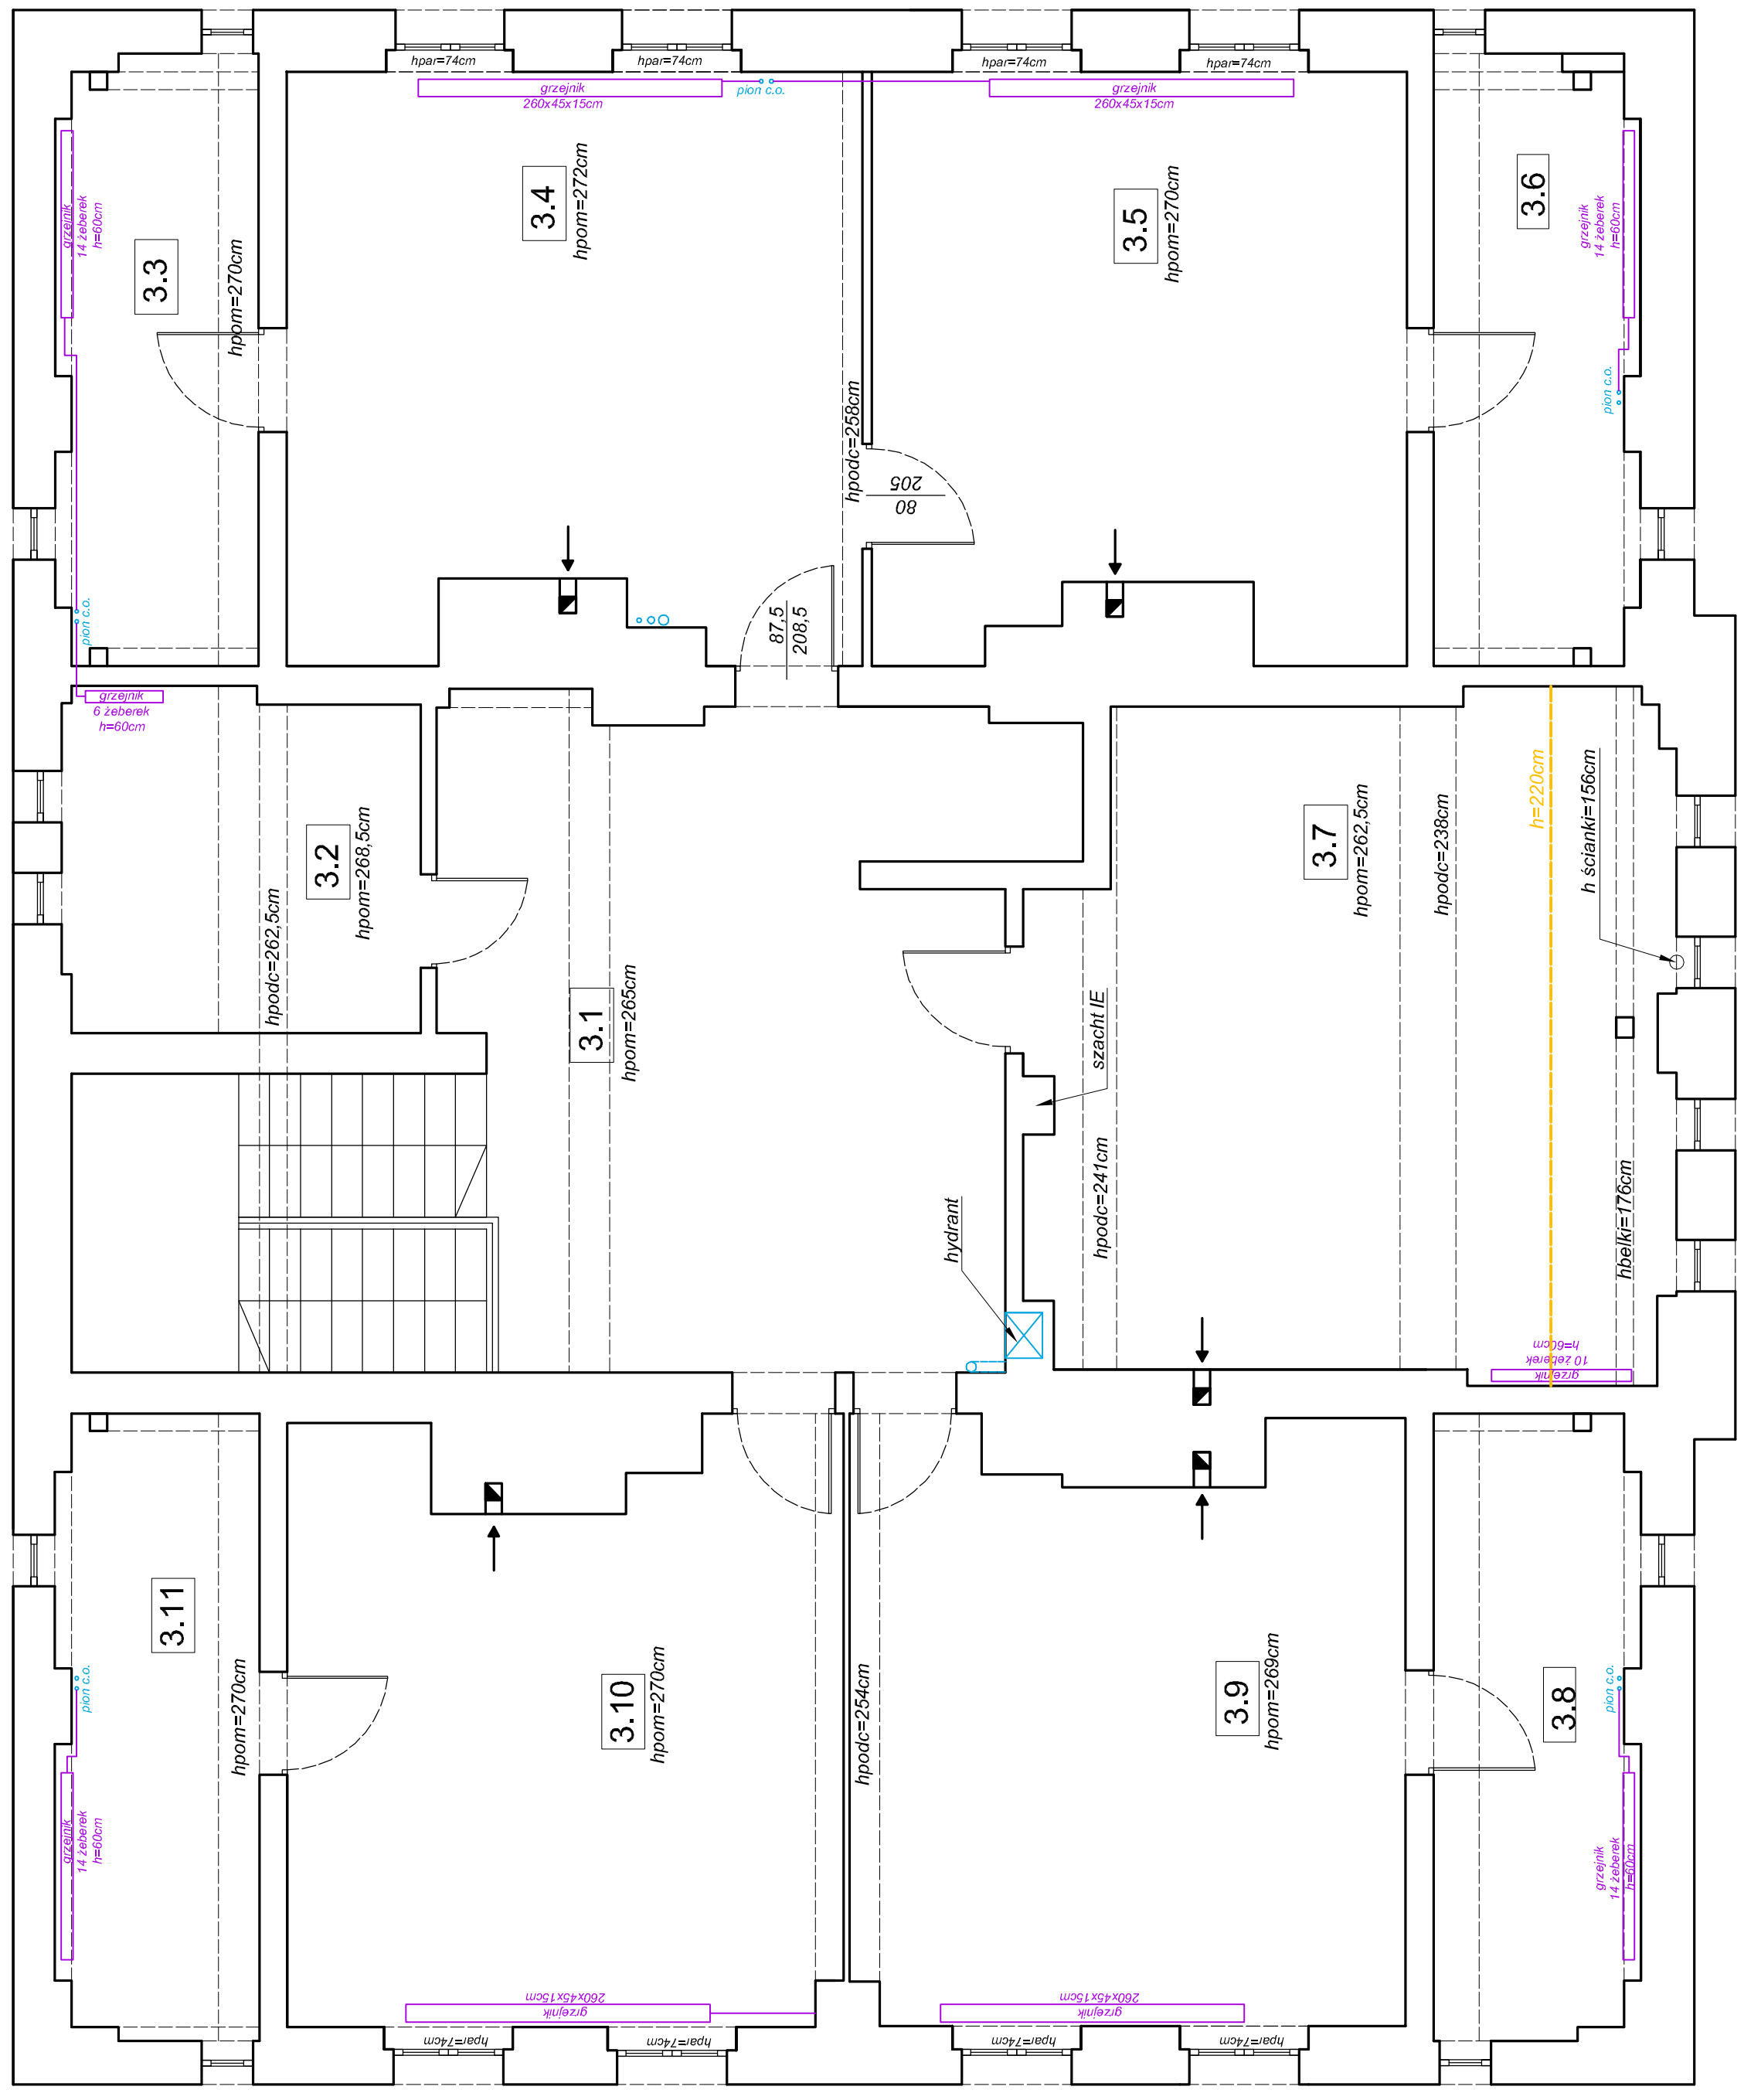 hpar=74cm
hpar=74cm
hpar=74cm
hpar=74cm
grzejnik
260x45x15cm
pion c.o.
grzejnik
260x45x15cm
grzejnik
14 żeberek
h=60cm
3.3
hpom=270cm
3.4
hpom=272cm
3.5
hpom=270cm
3.6
grzejnik
14 żeberek
h=60cm
pion c.o.
hpodc=258cm
80
205
87,5
208,5
pion c.o.
grzejnik
6 żeberek
h=60cm
3.2
hpom=268,5cm
hpodc=262,5cm
3.1
hpom=265cm
szacht IE
hpodc=241cm
hydrant
3.7
hpom=262,5cm
hpodc=238cm
h=220cm
h ścianki=156cm
hbelki=176cm
grzejnik
10 żeberek
h=60cm
3.11
hpom=270cm
pion c.o.
grzejnik
14 żeberek
h=60cm
3.10
hpom=270cm
hpodc=254cm
3.9
hpom=269cm
3.8
pion c.o.
grzejnik
14 żeberek
h=60cm
grzejnik
260x45x15cm
grzejnik
260x45x15cm
hpar=74cm
hpar=74cm
hpar=74cm
hpar=74cm